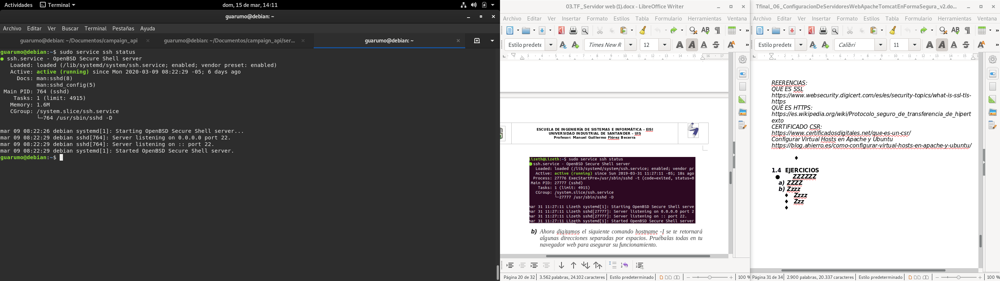 Actividades
Terminal
dom, 15 de mar, 14:11
guarumo@debian: ~
Archivo Editar Ver Buscar Terminal Pestañas Ayuda
guarumo@debian: ~/Documentos/campaign_api
guarumo@debian: ~/Documentos/campaign_api/ser...
guarumo@debian: ~
guarumo@debian:~$ sudo service ssh status
● ssh.service - OpenBSD Secure Shell server
Loaded: loaded (/lib/systemd/system/ssh.service; enabled; vendor preset: enabled)
Active: active (running) since Mon 2020-03-09 08:22:29 -05; 6 days ago
Docs: man:sshd(8)
man:sshd_config(5)
Main PID: 764 (sshd)
Tasks: 1 (limit: 4915)
Memory: 1.6M
CGroup: /system.slice/ssh.service
└─764 /usr/sbin/sshd -D
mar 09 08:22:26 debian systemd[1]: Starting OpenBSD Secure Shell server...
mar 09 08:22:29 debian sshd[764]: Server listening on 0.0.0.0 port 22.
mar 09 08:22:29 debian sshd[764]: Server listening on :: port 22.
mar 09 08:22:29 debian systemd[1]: Started OpenBSD Secure Shell server.
guarumo@debian:~$
03.TF_Servidor web (1).docx - LibreOffice Writer
Archivo Editar Ver Insertar Formato Estilos Tabla Formulario Herramientas Ventana
Estilo predete
Times New R
12
ESCUELA DE INGENIERÍA DE SISTEMAS E INFORMÁTICA – EISI
UNIVERSIDAD INDUSTRIAL DE SANTANDER – UIS
Profesor: Manuel Guillermo Flórez Becerra
lizeth@Lizeth:~$ sudo service ssh status
● ssh.service - OpenBSD Secure Shell server
Loaded: loaded (/lib/systemd/system/ssh.service; enabled; vendor pr
Active: active (running) since Sun 2019-03-31 11:27:11 -05; 18s ago
Process: 27776 ExecStartPre=/usr/sbin/sshd -t (code=exited, status=0
Main PID: 27777 (sshd)
Tasks: 1 (limit: 4915)
CGroup: /system.slice/ssh.service
└─27777 /usr/sbin/sshd -D
mar 31 11:27:11 Lizeth systemd[1]: Starting OpenBSD Secure Shell serve
mar 31 11:27:11 Lizeth sshd[27777]: Server listening on 0.0.0.0 port 2
mar 31 11:27:11 Lizeth sshd[27777]: Server listening on :: port 22.
mar 31 11:27:11 Lizeth systemd[1]: Started OpenBSD Secure Shell server
b) Ahora digitamos el siguiente comando hostname -I se te retornará
algunas direcciones separadas por espacios. Pruébalas todas en tu
navegador web para asegurar su funcionamiento.
Página 20 de 32
3.562 palabras, 24.102 caracteres
Estilo predeterminado
100 %
Tfinal_06_ConfiguracionDeServidoresWebApacheTomcatEnFormaSegura_v2.do...
Archivo Editar Ver Insertar Formato Estilos Tabla Formulario Herramientas Ventana
Estilo predete
Calibri
11
REERENCIAS:
QUE ES SSL
https://www.websecurity.digicert.com/es/es/security-topics/what-is-ssl-tls-
https
QUÉ ES HTTPS:
https://es.wikipedia.org/wiki/Protocolo_seguro_de_transferencia_de_hipert
exto
CERTIFICADO CSR:
https://www.certificadosdigitales.net/que-es-un-csr/
Configurar Virtual Hosts en Apache y Ubuntu
https://blog.ahierro.es/como-configurar-virtual-hosts-en-apache-y-ubuntu/
1.4 EJERCICIOS
● ZZZZZZ
a) ZZZZ
b) Zzzz
♦ Zzzz
♦ Zzz
♦
Página 31 de 34
2.900 palabras, 20.337 caracteres
Estilo predeterminado
100 %